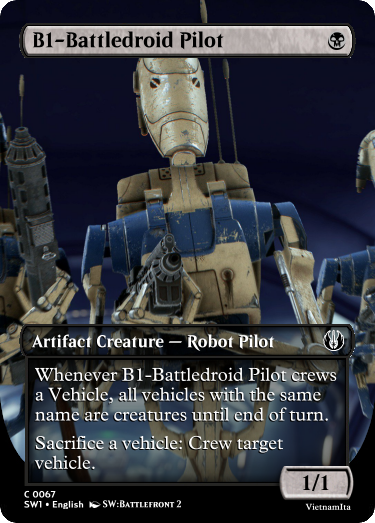 B1-Battledroid Pilot
Artifact Creature — Robot Pilot
Whenever B1-Battledroid Pilot crews
a Vehicle, all vehicles with the same
name are creatures until end of turn.
Sacrifice a vehicle: Crew target
vehicle.
1/1
C 0067
SW1 • English SW:Battlefront 2
VietnamIta